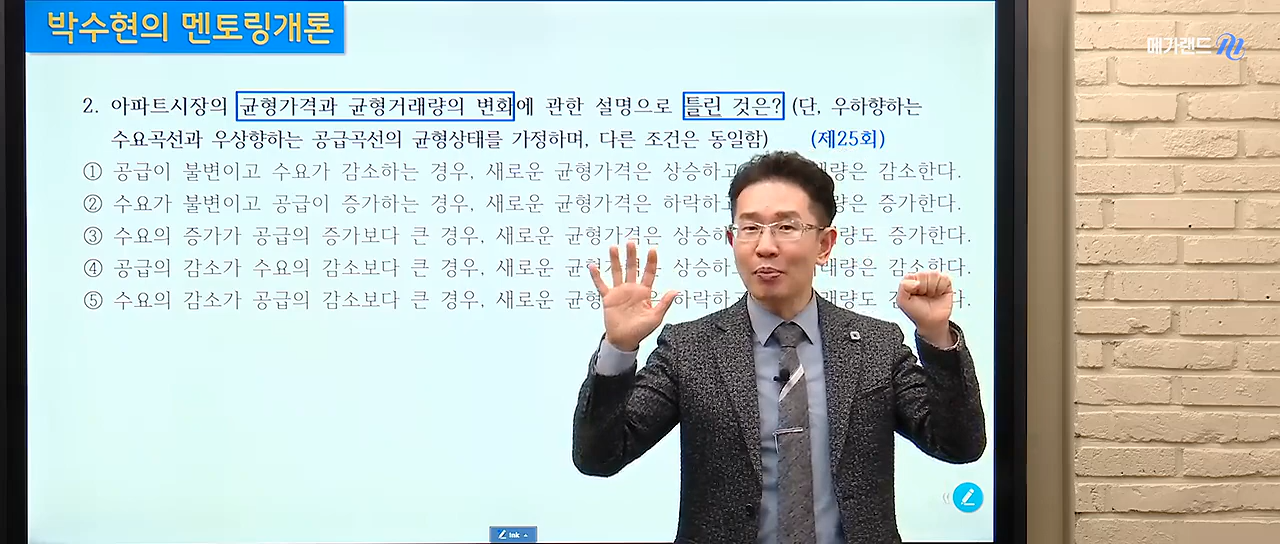 박수현의 멘토링개론
메가랜드
2. 아파트시장의 균형가격과 균형거래량의 변화에 관한 설명으로 틀린 것은? (단, 우하향하는
수요곡선과 우상향하는 공급곡선의 균형상태를 가정하며, 다른 조건은 동일함) (제25회)
① 공급이 불변이고 수요가 감소하는 경우, 새로운 균형가격은 상승하고 량은 감소한다.
② 수요가 불변이고 공급이 증가하는 경우, 새로운 균형가격은 하락하고 량은 증가한다.
③ 수요의 증가가 공급의 증가보다 큰 경우, 새로운 균형가격은 상승하 량도 증가한다.
④ 공급의 감소가 수요의 감소보다 큰 경우, 새로운 균형가격은 상승하고 래량은 감소한다.
⑤ 수요의 감소가 공급의 감소보다 큰 경우, 새로운 균 은 하락하고 래량도 다.
Ink